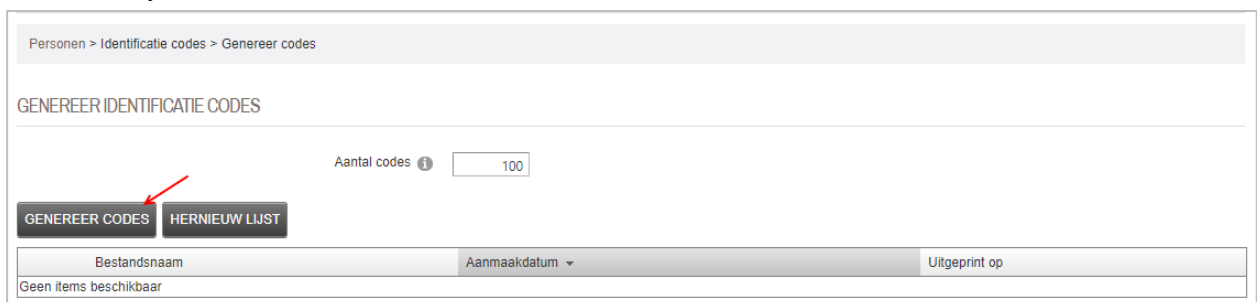 Personen > Identificatie codes > Genereer codes
GENEREER IDENTIFICATIE CODES
Aantal codes 100
GENEREER CODES HERNIEUW LIJST
Bestandsnaam Aanmaakdatum Uitgeprint op
Geen items beschikbaar